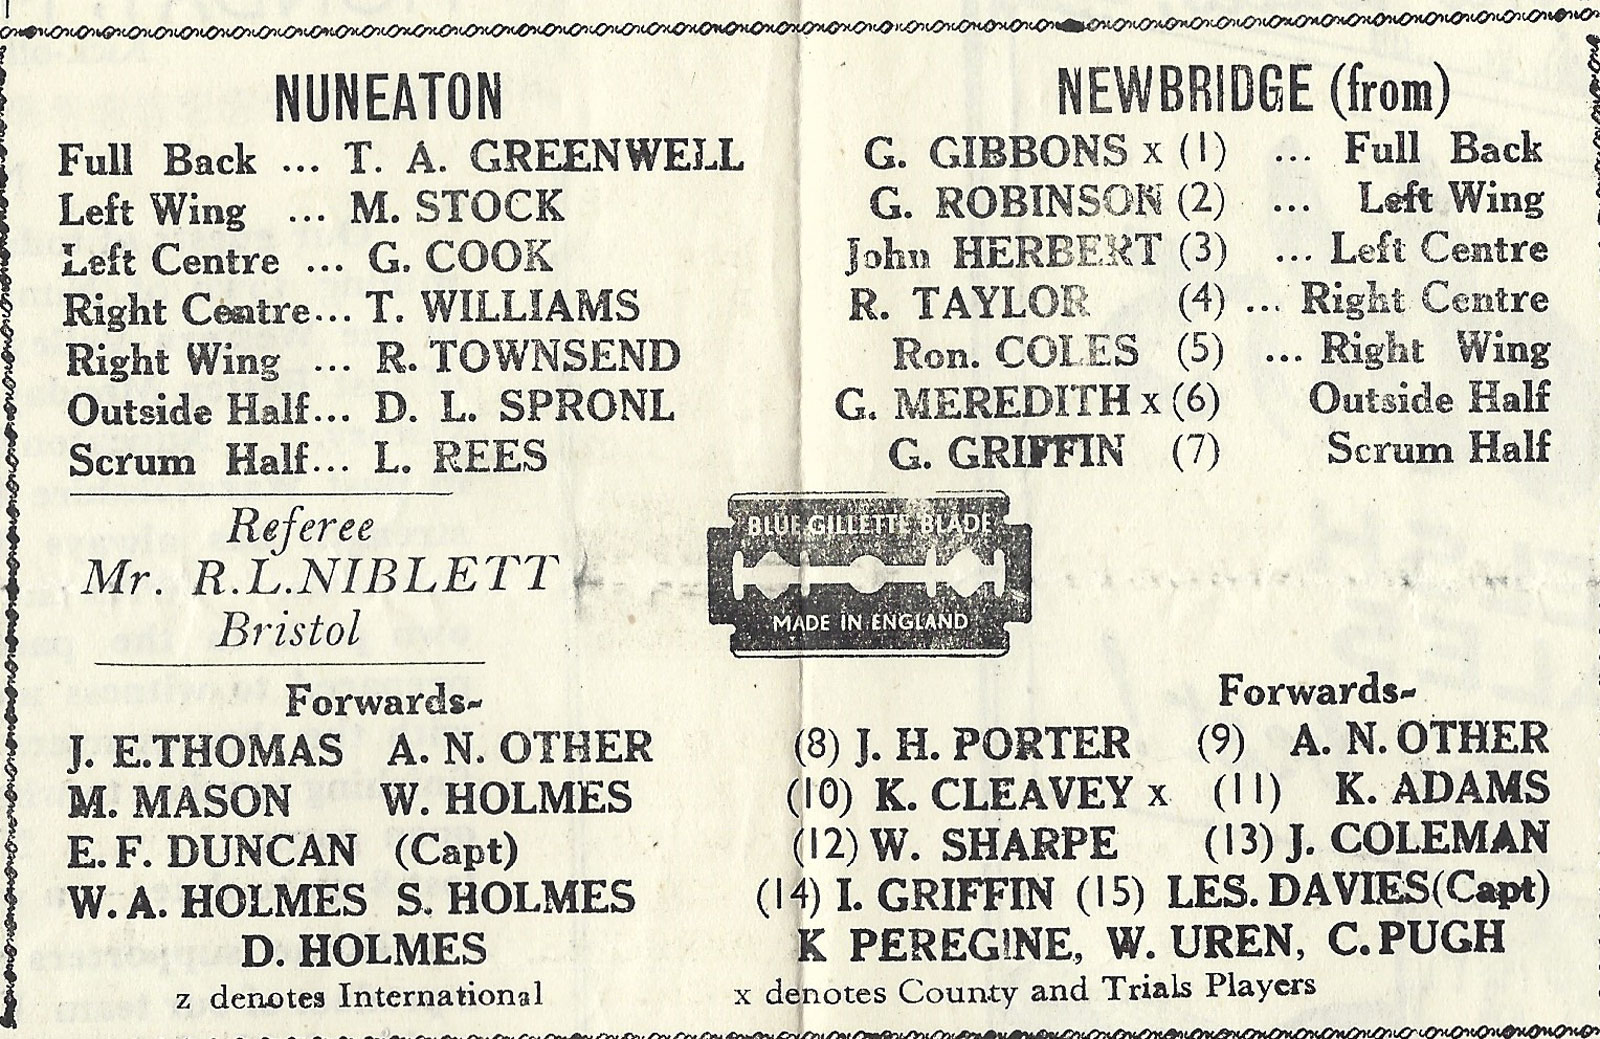 NUNEATON
Full Back ... T. A. GREENWELL
Left Wing ... M. STOCK
Left Centre ... G. COOK
Right Centre... T. WILLIAMS
Right Wing ... R. TOWNSEND
Outside Half... D. L. SPRONL
Scrum Half... L. REES
Referee
Mr. R.L.NIBLETT
Bristol
Forwards-
J. E.THOMAS A. N. OTHER
M. MASON W. HOLMES
E. F. DUNCAN (Capt)
W. A. HOLMES S. HOLMES
D. HOLMES
z denotes International
BLUE GILLETTE BLADE
MADE IN ENGLAND
NEWBRIDGE (from)
G. GIBBONS x (1) ... Full Back
G. ROBINSON (2) ... Left Wing
John HERBERT (3) ... Left Centre
R. TAYLOR (4) ... Right Centre
Ron. COLES (5) ... Right Wing
G. MEREDITH x (6) Outside Half
G. GRIFFIN (7) Scrum Half
Forwards-
(8) J. H. PORTER (9) A. N. OTHER
(10) K. CLEAVEY x (11) K. ADAMS
(12) W. SHARPE (13) J. COLEMAN
(14) I. GRIFFIN (15) LES. DAVIES(Capt)
K PEREGINE, W. UREN, C. PUGH
x denotes County and Trials Players